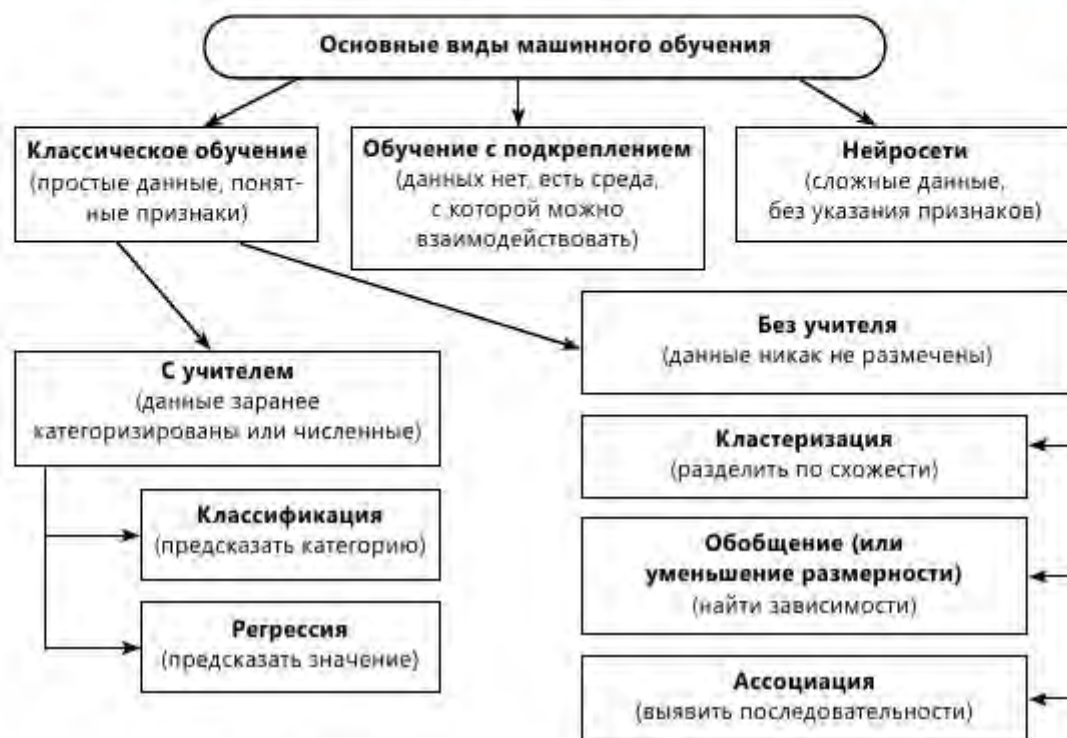 Основные виды машинного обучения
Классическое обучение
(простые данные, понят-
ные признаки)
Обучение с подкреплением
(данных нет, есть среда,
с которой можно
взаимодействовать)
Нейросети
(сложные данные,
без указания признаков)
Без учителя
(данные никак не размечены)
С учителем
(данные заранее
категоризированы или численные)
Кластеризация
(разделить по схожести)
Классификация
(предсказать категорию)
Обобщение (или
уменьшение размерности)
(найти зависимости)
Регрессия
(предсказать значение)
Ассоциация
(выявить последовательности)